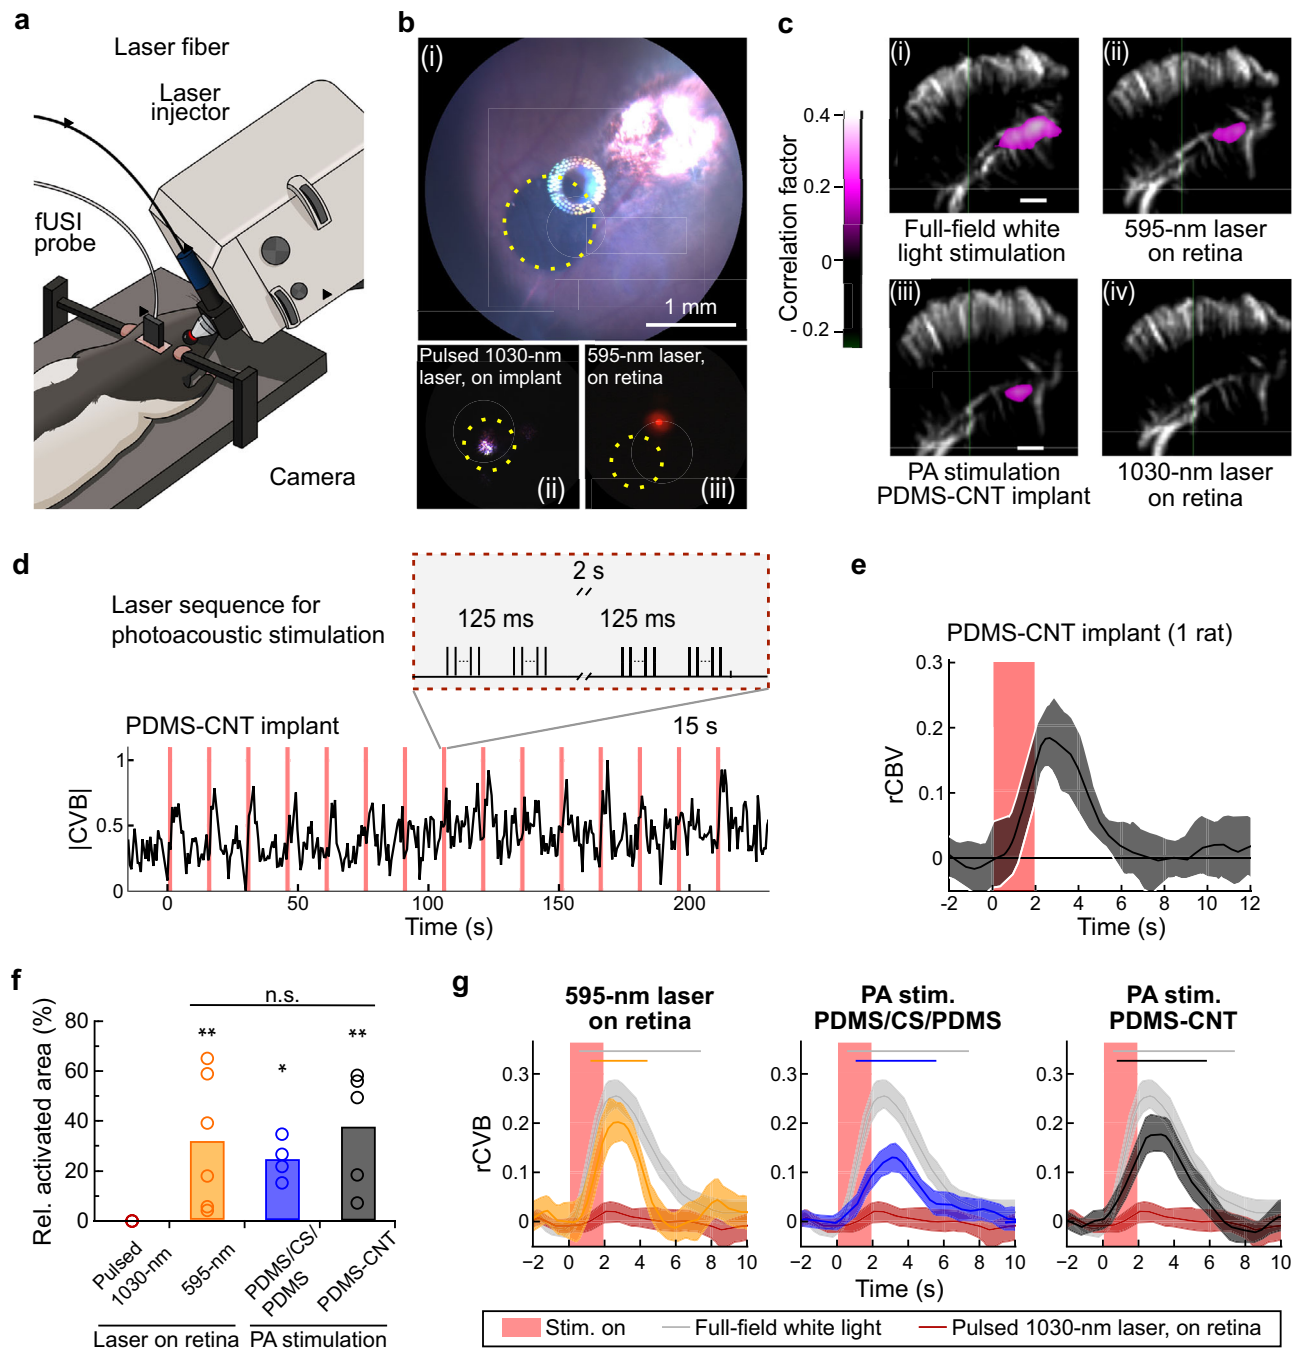 a
Laser fiber
Laser
injector
fUSI
probe
Camera
b
(i)
1 mm
Pulsed 1030-nm
laser, on implant
(ii)
595-nm laser,
on retina
(iii)
c
Correlation factor
0.4
0.2
0
- 0.2
(i)
Full-field white
light stimulation
(ii)
595-nm laser
on retina
(iii)
PA stimulation
PDMS-CNT implant
(iv)
1030-nm laser
on retina
d
Laser sequence for
photoacoustic stimulation
2 s
125 ms
125 ms
PDMS-CNT implant
15 s
|CVB|
1
0.5
0
0
50
100
150
200
Time (s)
e
PDMS-CNT implant (1 rat)
rCBV
0.3
0.2
0.1
0
-2
0
2
4
6
8
10
12
Time (s)
f
n.s.
Rel. activated area (%)
80
60
40
20
0
**
*
**
Pulsed
1030-nm
595-nm
PDMS/CS/
PDMS
PDMS-CNT
Laser on retina
PA stimulation
g
595-nm laser
on retina
rCVB
0.3
0.2
0.1
0
−2
0
2
4
6
8
10
PA stim.
PDMS/CS/PDMS
0.3
0.2
0.1
0
−2
0
2
4
6
8
10
Time (s)
PA stim.
PDMS-CNT
0.3
0.2
0.1
0
−2
0
2
4
6
8
10
Stim. on
Full-field white light
Pulsed 1030-nm laser, on retina